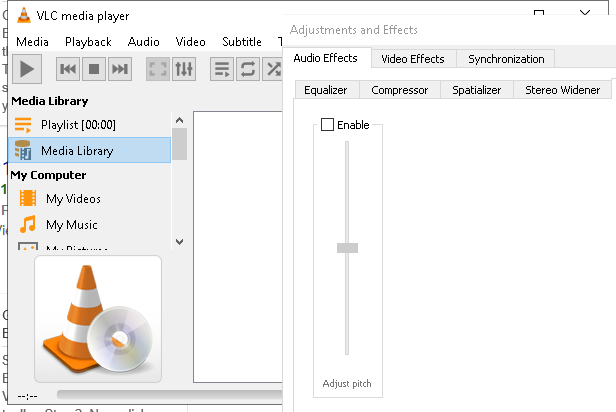 VLC media player
Media Playback Audio Video Subtitle
Media Library
Playlist [00:00]
Media Library
My Computer
My Videos
My Music
My Pictures
--:--
Adjustments and Effects
Audio Effects Video Effects Synchronization
Equalizer Compressor Spatializer Stereo Widener
Enable
Adjust pitch